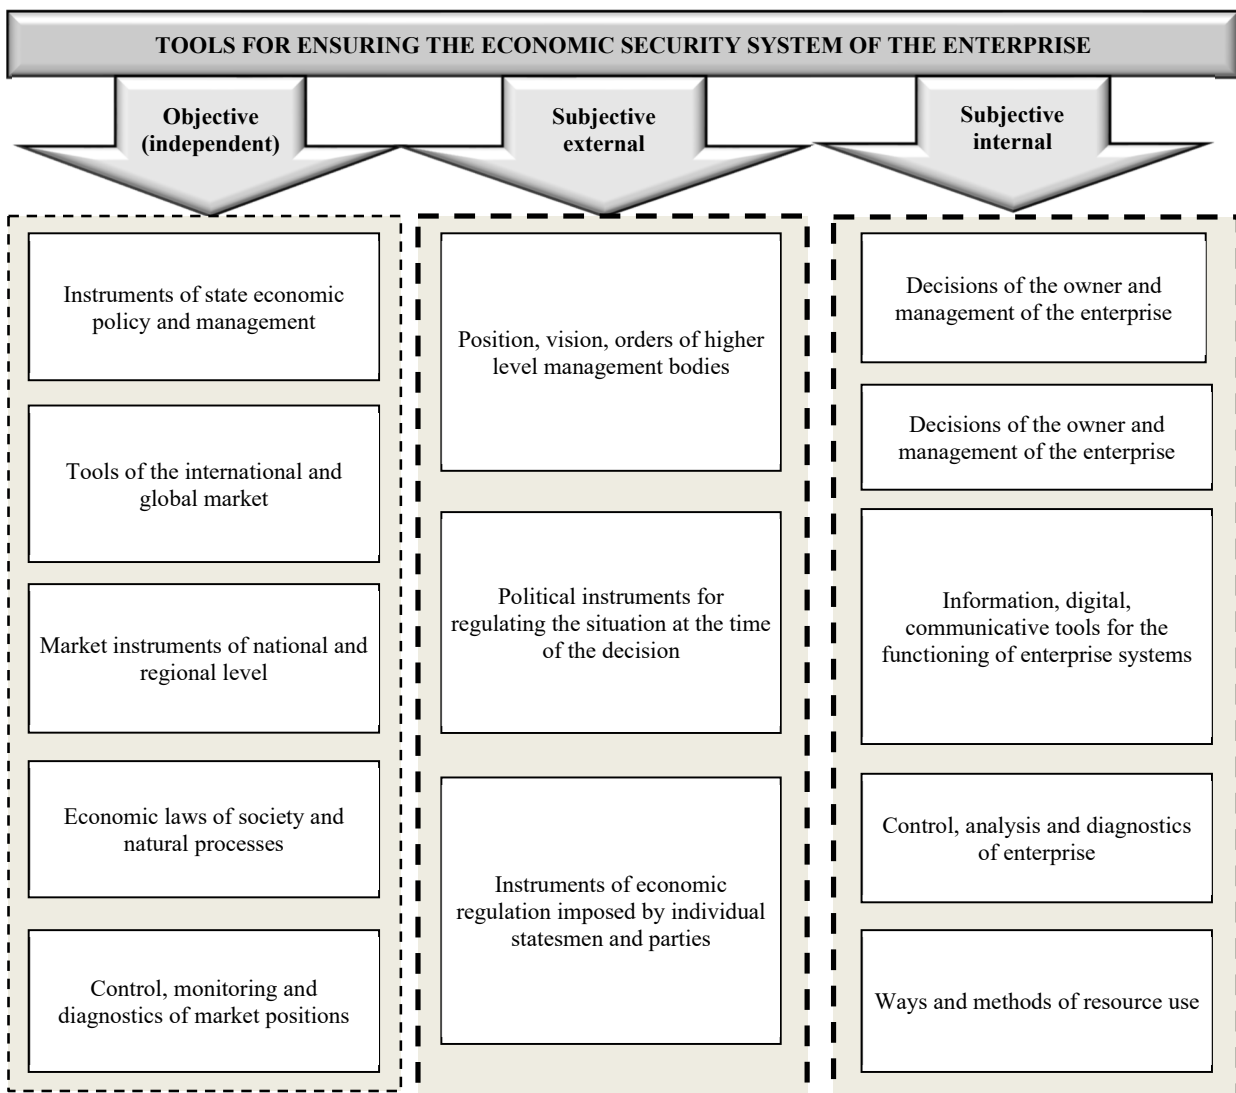 TOOLS FOR ENSURING THE ECONOMIC SECURITY SYSTEM OF THE ENTERPRISE
Objective
(independent)
Instruments of state economic
policy and management
Tools of the international and
global market
Market instruments of national and
regional level
Economic laws of society and
natural processes
Control, monitoring and
diagnostics of market positions
Subjective
external
Position, vision, orders of higher
level management bodies
Political instruments for
regulating the situation at the time
of the decision
Instruments of economic
regulation imposed by individual
statesmen and parties
Subjective
internal
Decisions of the owner and
management of the enterprise
Decisions of the owner and
management of the enterprise
Information, digital,
communicative tools for the
functioning of enterprise systems
Control, analysis and diagnostics
of enterprise
Ways and methods of resource use